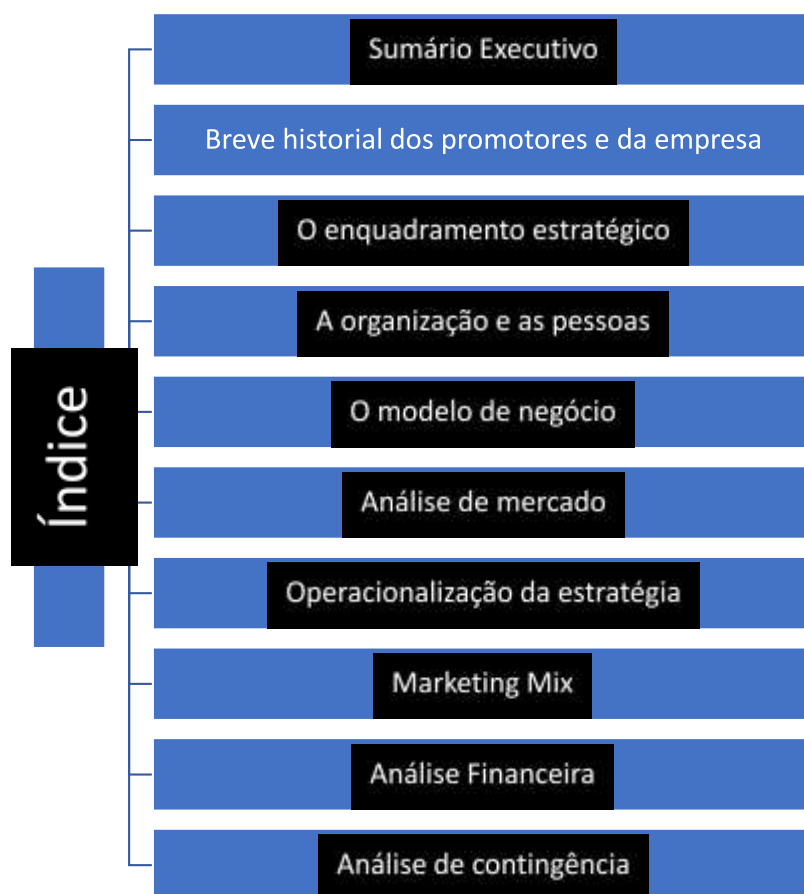 Índice
Sumário Executivo
Breve historial dos promotores e da empresa
O enquadramento estratégico
A organização e as pessoas
O modelo de negócio
Análise de mercado
Operacionalização da estratégia
Marketing Mix
Análise Financeira
Análise de contingência